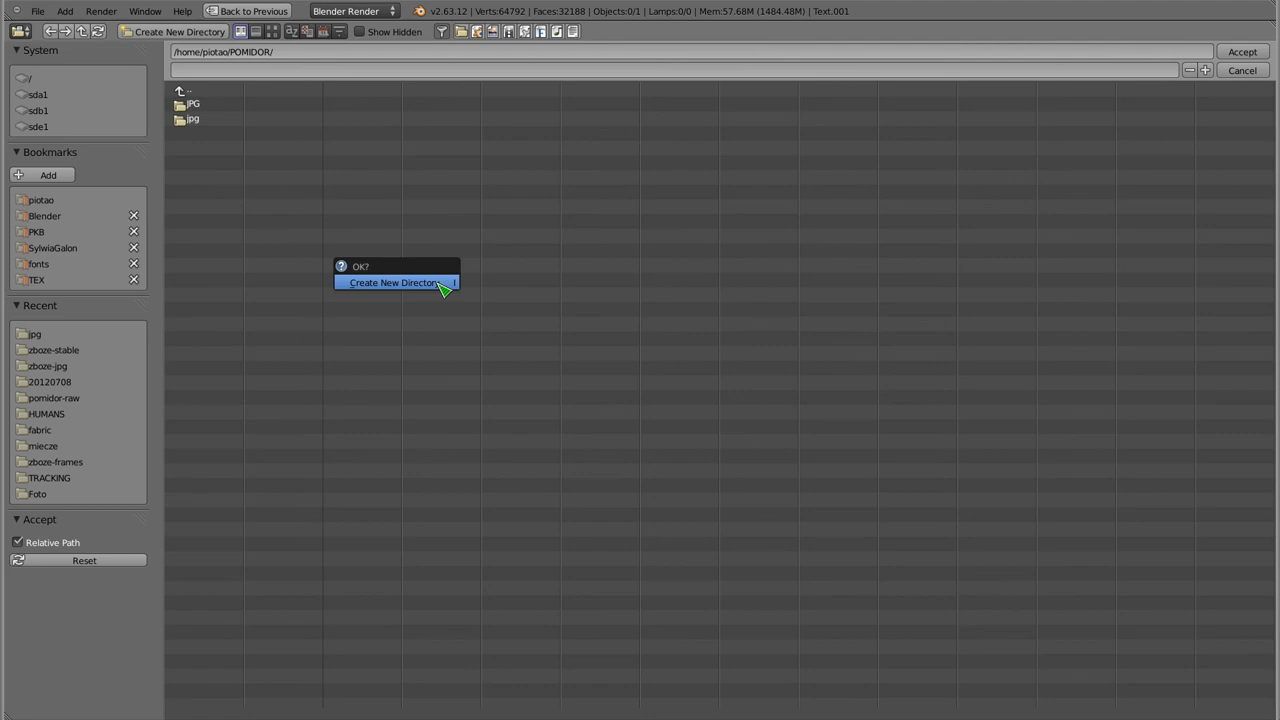 File Add Render Window Help Back to Previous Blender Render v2.63.12 | Verts:64792 | Faces:32188 | Objects:0/1 | Lamps:0/0 | Mem:57.68M (1484.48M) | Text.001
Create New Directory Show Hidden
System
/
sda1
sdb1
sde1
Bookmarks
Add
piotao
Blender
PKB
SylwiaGalon
fonts
TEX
Recent
jpg
zboze-stable
zboze-jpg
20120708
pomidor-raw
HUMANS
fabric
miecze
zboze-frames
TRACKING
Foto
Accept
Relative Path
Reset
/home/piotao/POMIDOR/ Accept
Cancel
..
JPG
jpg
OK?
Create New Directory I